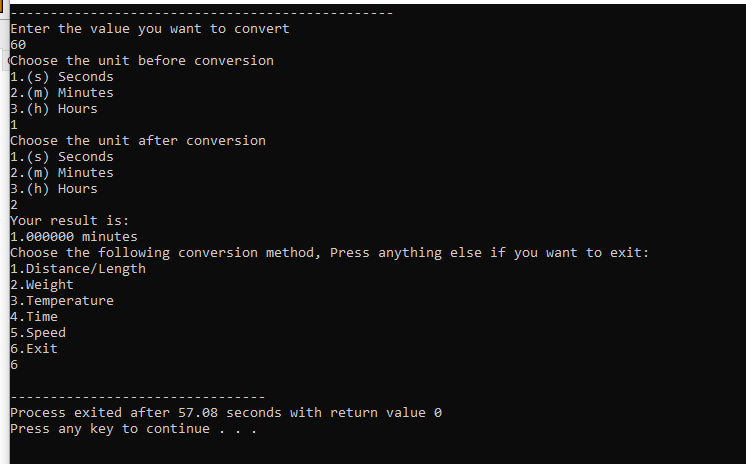 ------------------------------------------------
Enter the value you want to convert
60
Choose the unit before conversion
1.(s) Seconds
2.(m) Minutes
3.(h) Hours
1
Choose the unit after conversion
1.(s) Seconds
2.(m) Minutes
3.(h) Hours
2
Your result is:
1.000000 minutes
Choose the following conversion method, Press anything else if you want to exit:
1.Distance/Length
2.Weight
3.Temperature
4.Time
5.Speed
6.Exit
6
--------------------------------
Process exited after 57.08 seconds with return value 0
Press any key to continue . . .